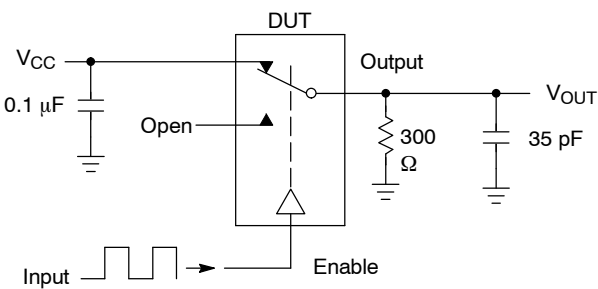 DUT
VCC
Output
0.1 μF
VOUT
Open
300
Ω
35 pF
Input
Enable